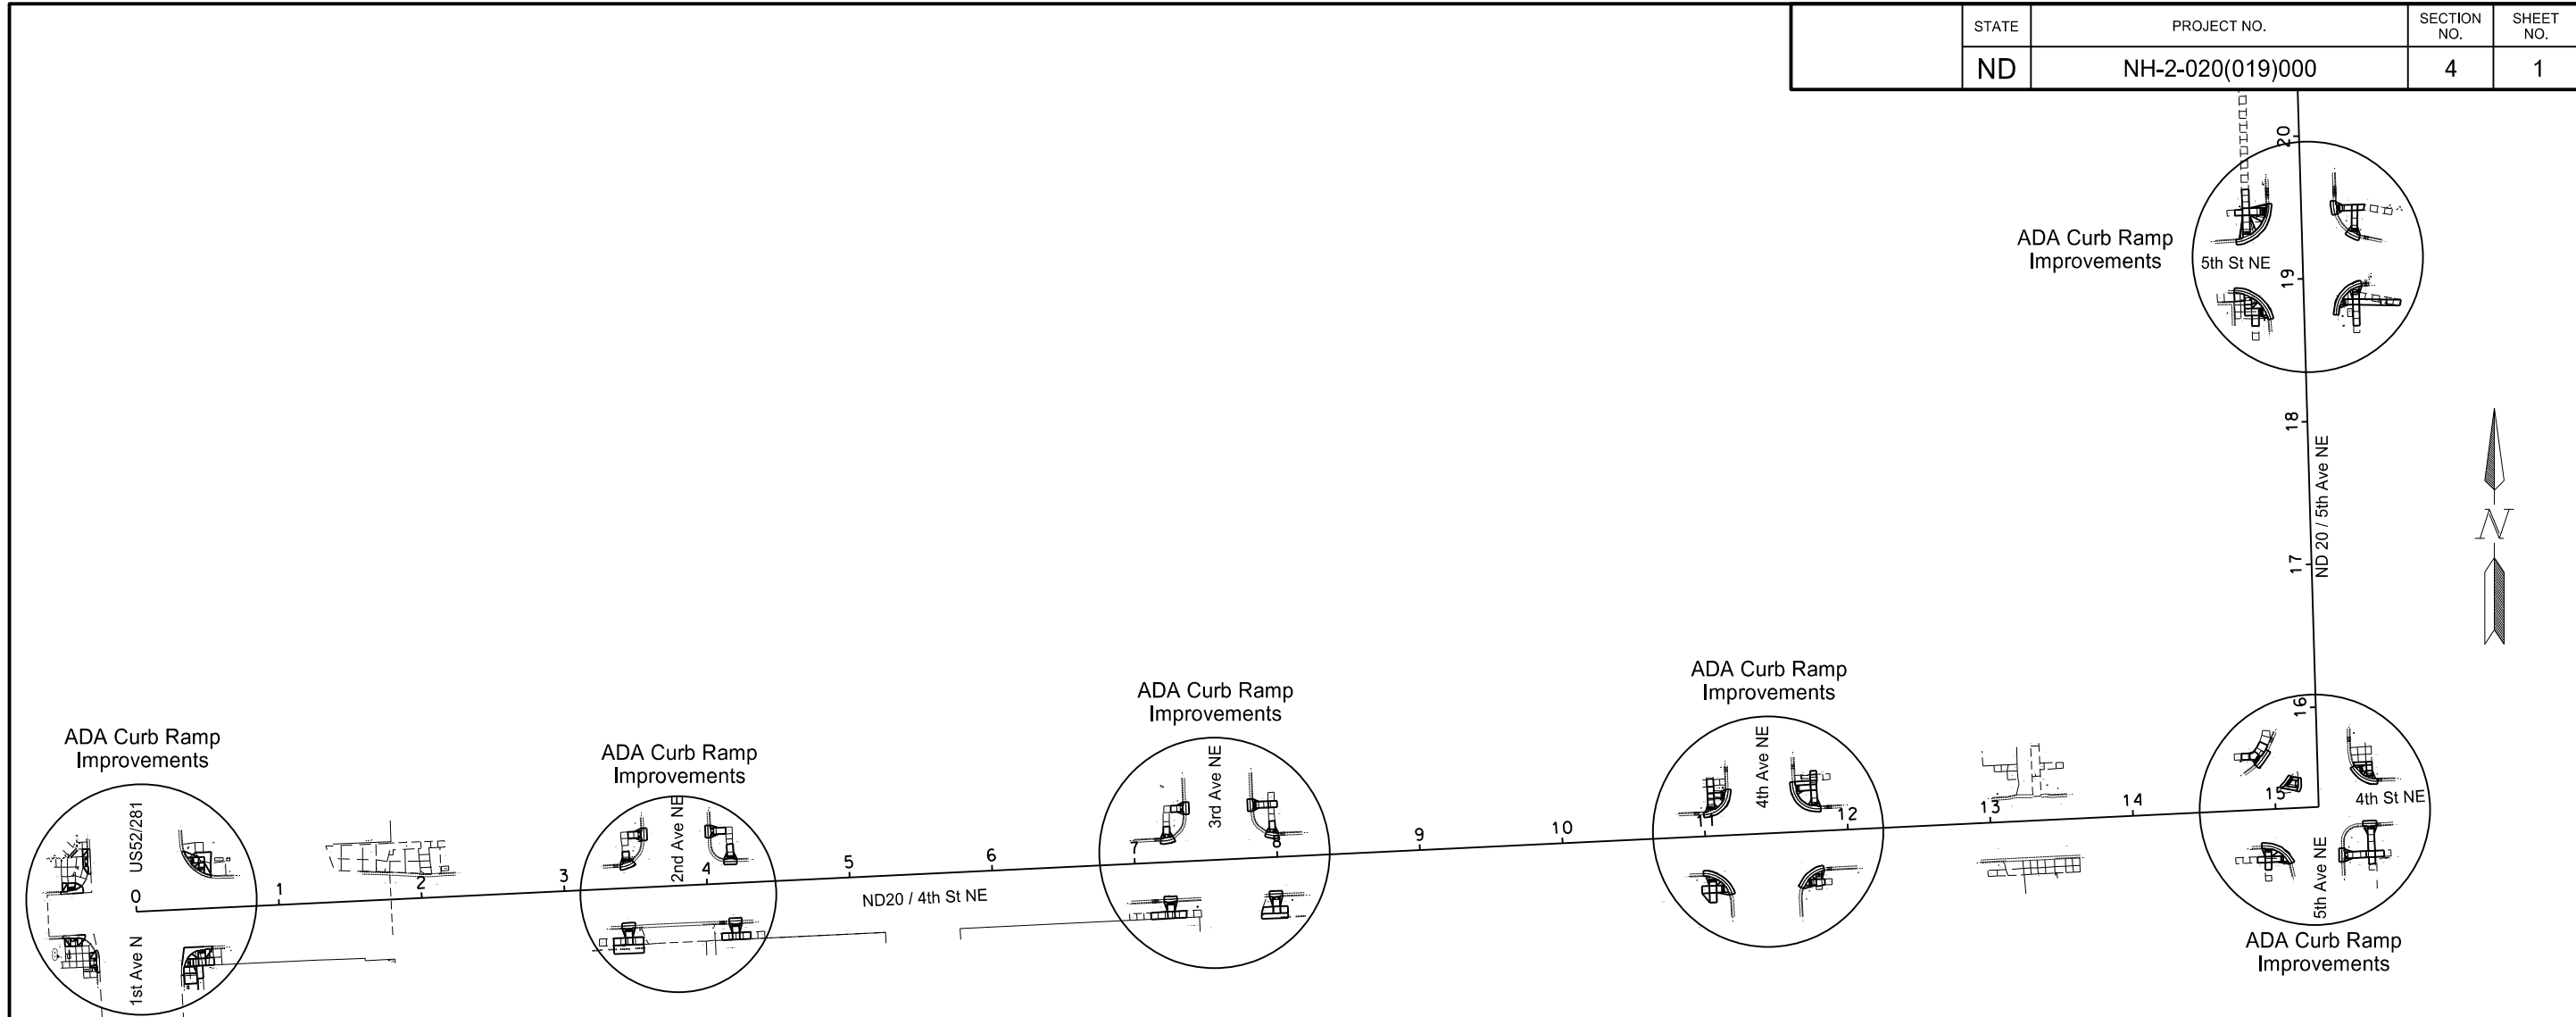 STATE
PROJECT NO.
SECTION
NO.
SHEET
NO.
ND
NH-2-020(019)000
4
1
20
ADA Curb Ramp
Improvements
5th St NE
19
18
ND 20 / 5th Ave NE
17
N
16
ADA Curb Ramp
Improvements
US52/281
0
1st Ave N
1
2
3
ADA Curb Ramp
Improvements
2nd Ave NE
4
5
ND20 / 4th St NE
6
ADA Curb Ramp
Improvements
3rd Ave NE
7
8
9
10
ADA Curb Ramp
Improvements
4th Ave NE
11
12
13
14
15
4th St NE
5th Ave NE
ADA Curb Ramp
Improvements